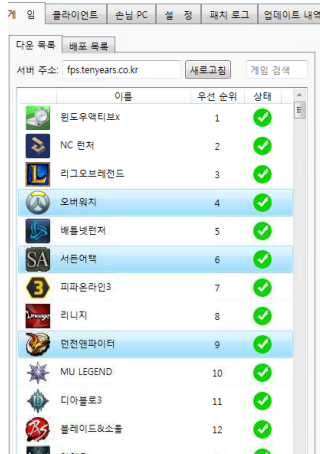 게 임 클라이언트 손님 PC 설 정 패치 로그 업데이트 내역
다운 목록 배포 목록
서버 주소: fps.tenyears.co.kr 새로고침 게임 검색
이름 우선 순위 상태
윈도우액티브x 1
NC 런처 2
리그오브레전드 3
오버워치 4
배틀넷런처 5
SA 서든어택 6
3 피파온라인3 7
Lineage 리니지 8
던전앤파이터 9
MU LEGEND 10
디아블로3 11
BS 블레이드&소울 12